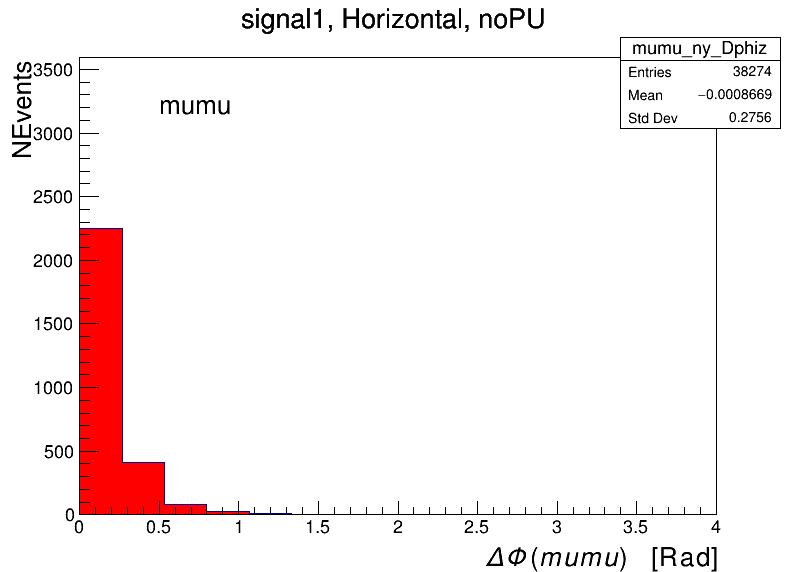 signal1, Horizontal, noPU
mumu_ny_Dphiz
Entries 38274
Mean −0.0008669
Std Dev 0.2756
NEvents
mumu
3500
3000
2500
2000
1500
1000
500
0
0 0.5 1 1.5 2 2.5 3 3.5 4
ΔΦ(mumu) [Rad]